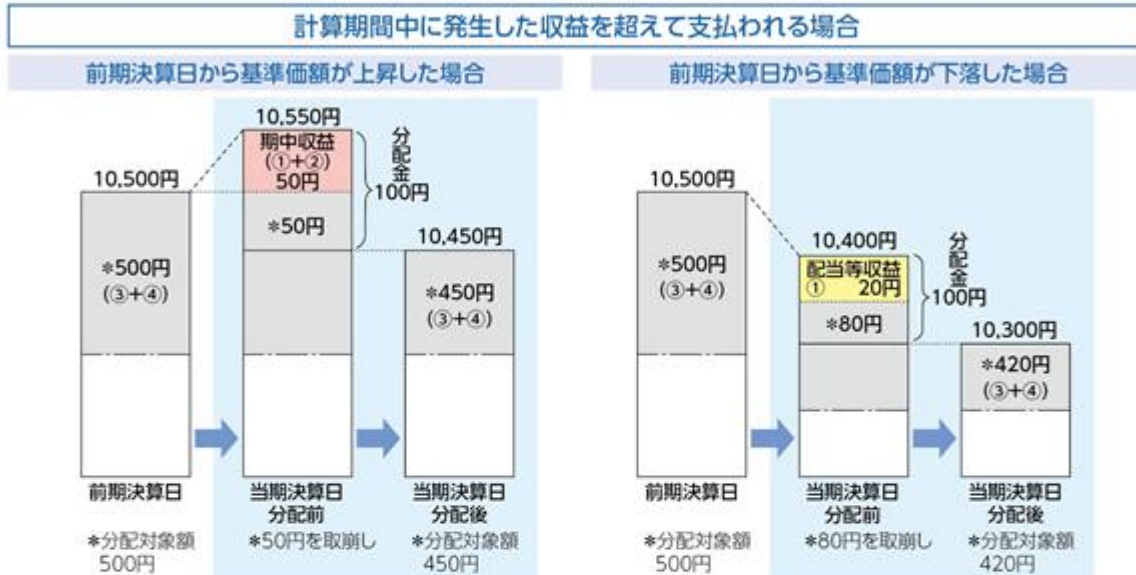 計算期間中に発生した収益を超えて支払われる場合
前期決算日から基準価額が上昇した場合
10,550円
期中収益
(①+②)
50円
分配金
100円
10,500円
*50円
10,450円
*500円
(③+④)
*450円
(③+④)
前期決算日
当期決算日
分配前
当期決算日
分配後
*分配対象額
500円
*50円を取崩し
*分配対象額
450円
前期決算日から基準価額が下落した場合
10,500円
10,400円
配当等収益
① 20円
分配金
100円
*500円
(③+④)
*80円
10,300円
*420円
(③+④)
前期決算日
当期決算日
分配前
当期決算日
分配後
*分配対象額
500円
*80円を取崩し
*分配対象額
420円